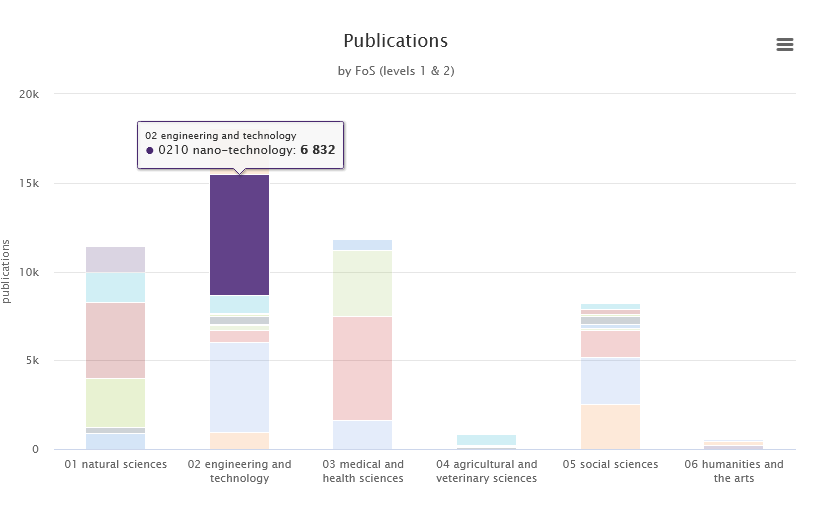 Publications
by FoS (levels 1 & 2)
20k
02 engineering and technology
● 0210 nano-technology: 6 832
15k
publications
10k
5k
0
01 natural sciences
02 engineering and
technology
03 medical and
health sciences
04 agricultural and
veterinary sciences
05 social sciences
06 humanities and
the arts